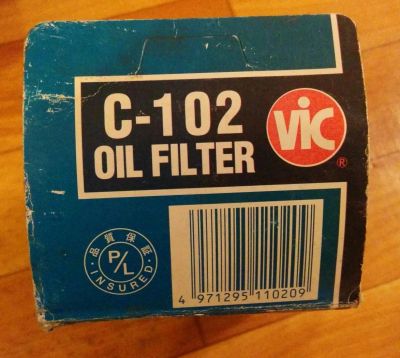 C-102
OIL FILTER
VIC
®
品質保証
P/L
INSURED
4 971295 110209